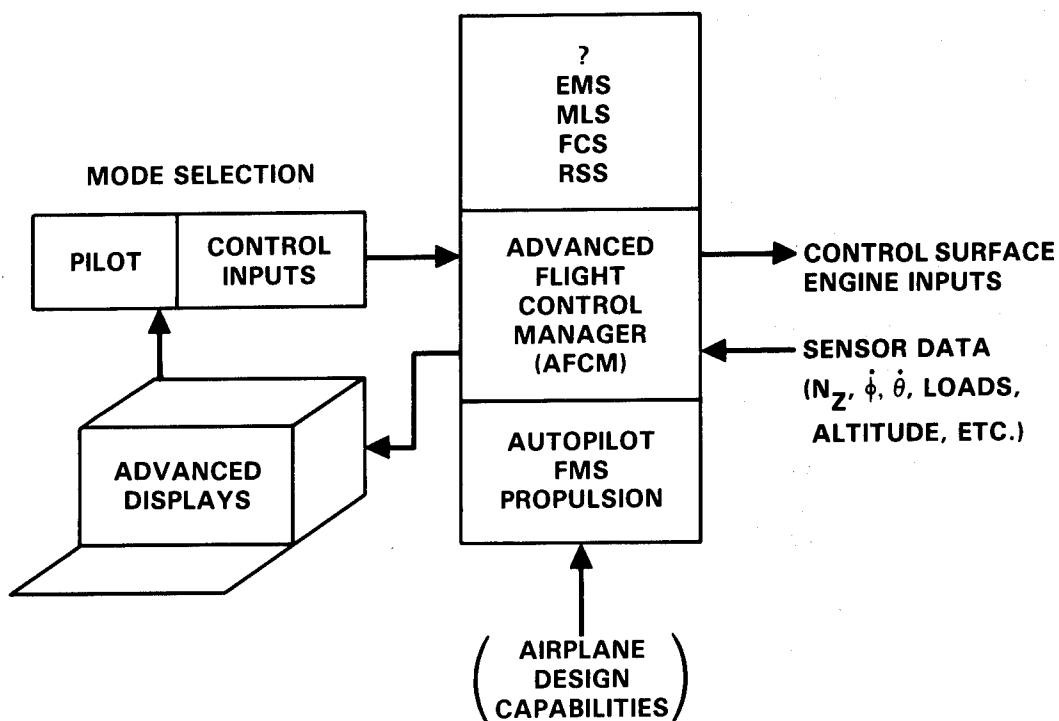 ?
EMS
MLS
FCS
RSS
MODE SELECTION
PILOT
CONTROL
INPUTS
ADVANCED
FLIGHT
CONTROL
MANAGER
(AFCM)
CONTROL SURFACE
ENGINE INPUTS
SENSOR DATA
(NZ, φ̇, θ̇, LOADS,
ALTITUDE, ETC.)
ADVANCED
DISPLAYS
AUTOPILOT
FMS
PROPULSION
(AIRPLANE
DESIGN
CAPABILITIES)